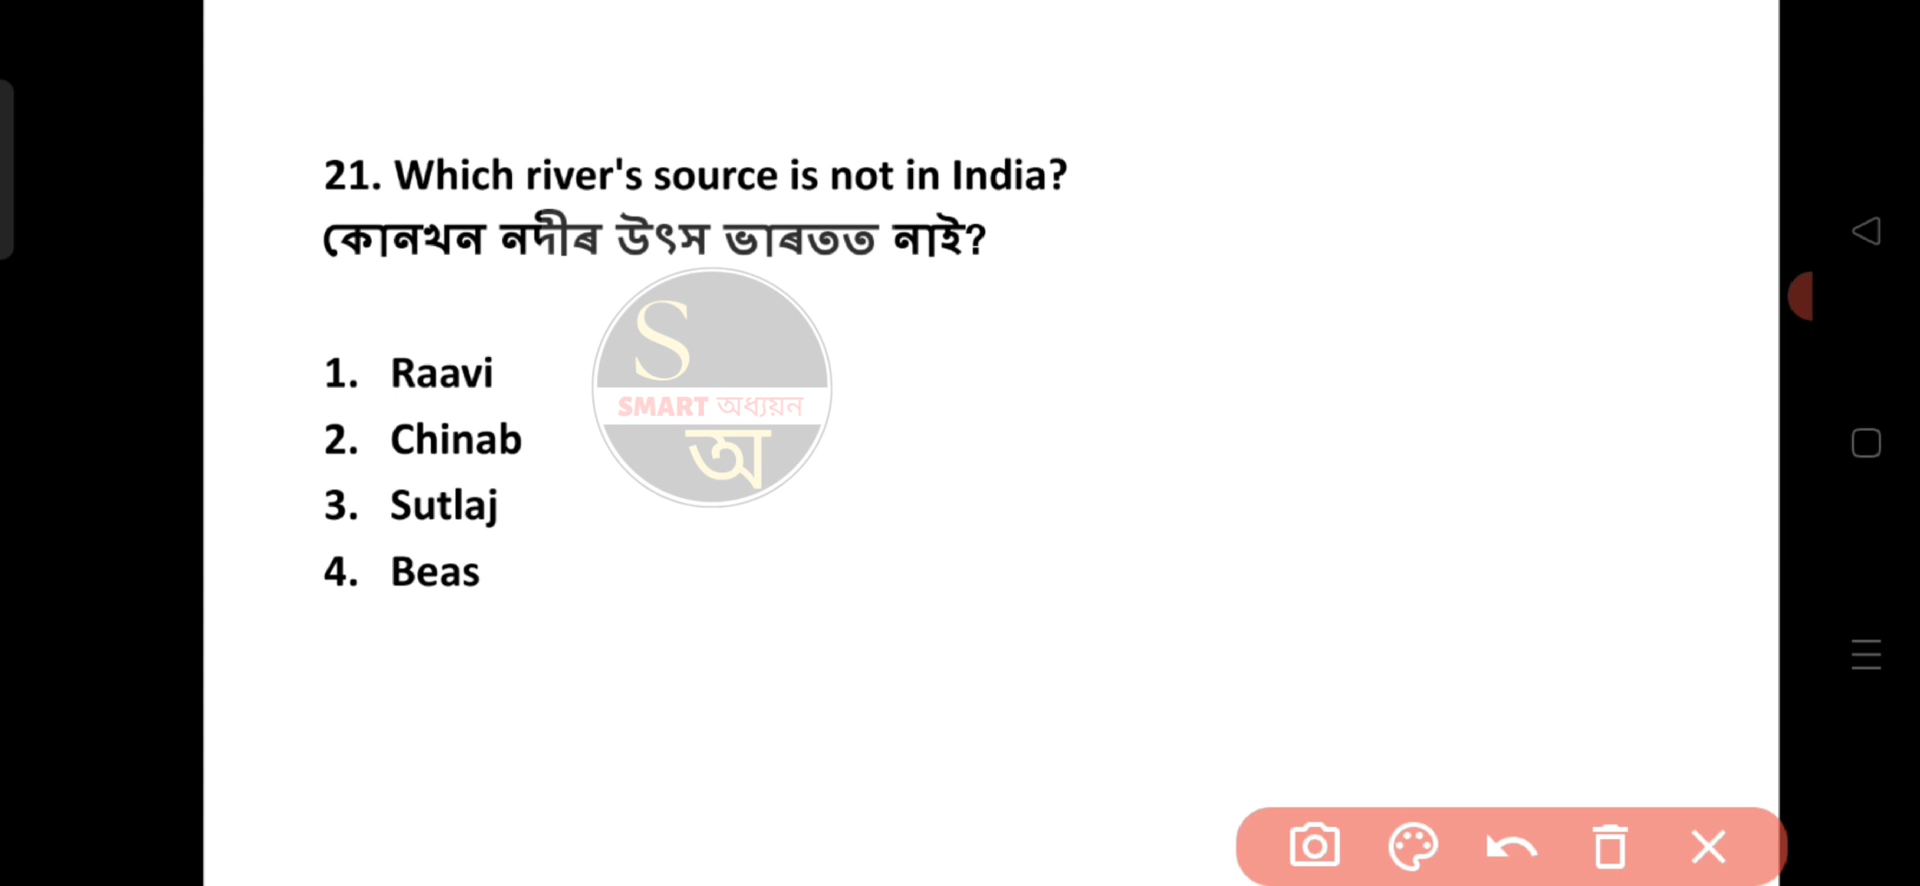 21. Which river's source is not in India?
কোনখন নদীৰ উৎস ভাৰতত নাই?
S
SMART অধ্যয়ন
অ
1. Raavi
2. Chinab
3. Sutlaj
4. Beas